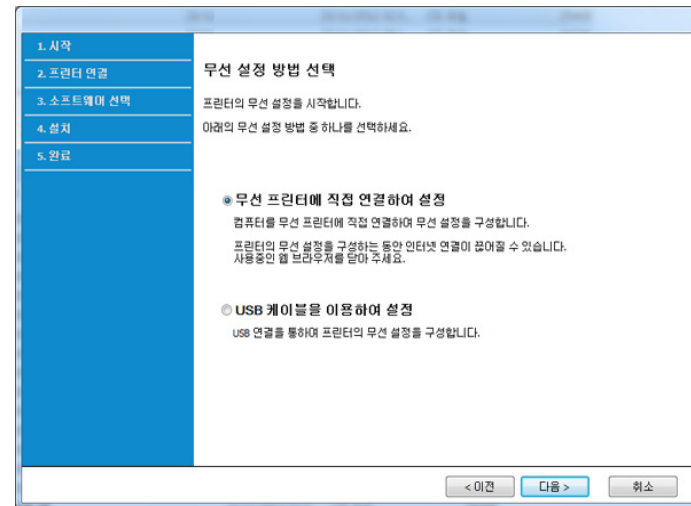 1. 시작
2. 프린터 연결
3. 소프트웨어 선택
4. 설치
5. 완료
무선 설정 방법 선택
프린터의 무선 설정을 시작합니다.
아래의 무선 설정 방법 중 하나를 선택하세요.
무선 프린터에 직접 연결하여 설정
컴퓨터를 무선 프린터에 직접 연결하여 무선 설정을 구성합니다.
프린터의 무선 설정을 구성하는 동안 인터넷 연결이 끊어질 수 있습니다.
사용중인 웹 브라우저를 닫아 주세요.
USB 케이블을 이용하여 설정
USB 연결을 통하여 프린터의 무선 설정을 구성합니다.
< 이전
다음 >
취소